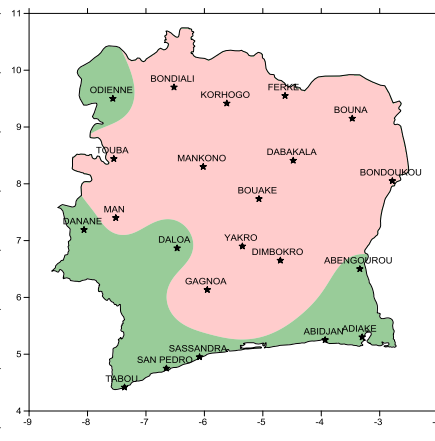 11
10
9
8
7
6
5
4
BONDIALI
ODIENNE
KORHOGO
FERKE
BOUNA
TOUBA
MANKONO
DABAKALA
BONDOUKOU
BOUAKE
MAN
DANANE
DALOA
YAKRO
DIMBOKRO
ABENGOUROU
GAGNOA
ABIDJAN
ADIAKE
SASSANDRA
SAN PEDRO
TABOU
-9 -8 -7 -6 -5 -4 -3